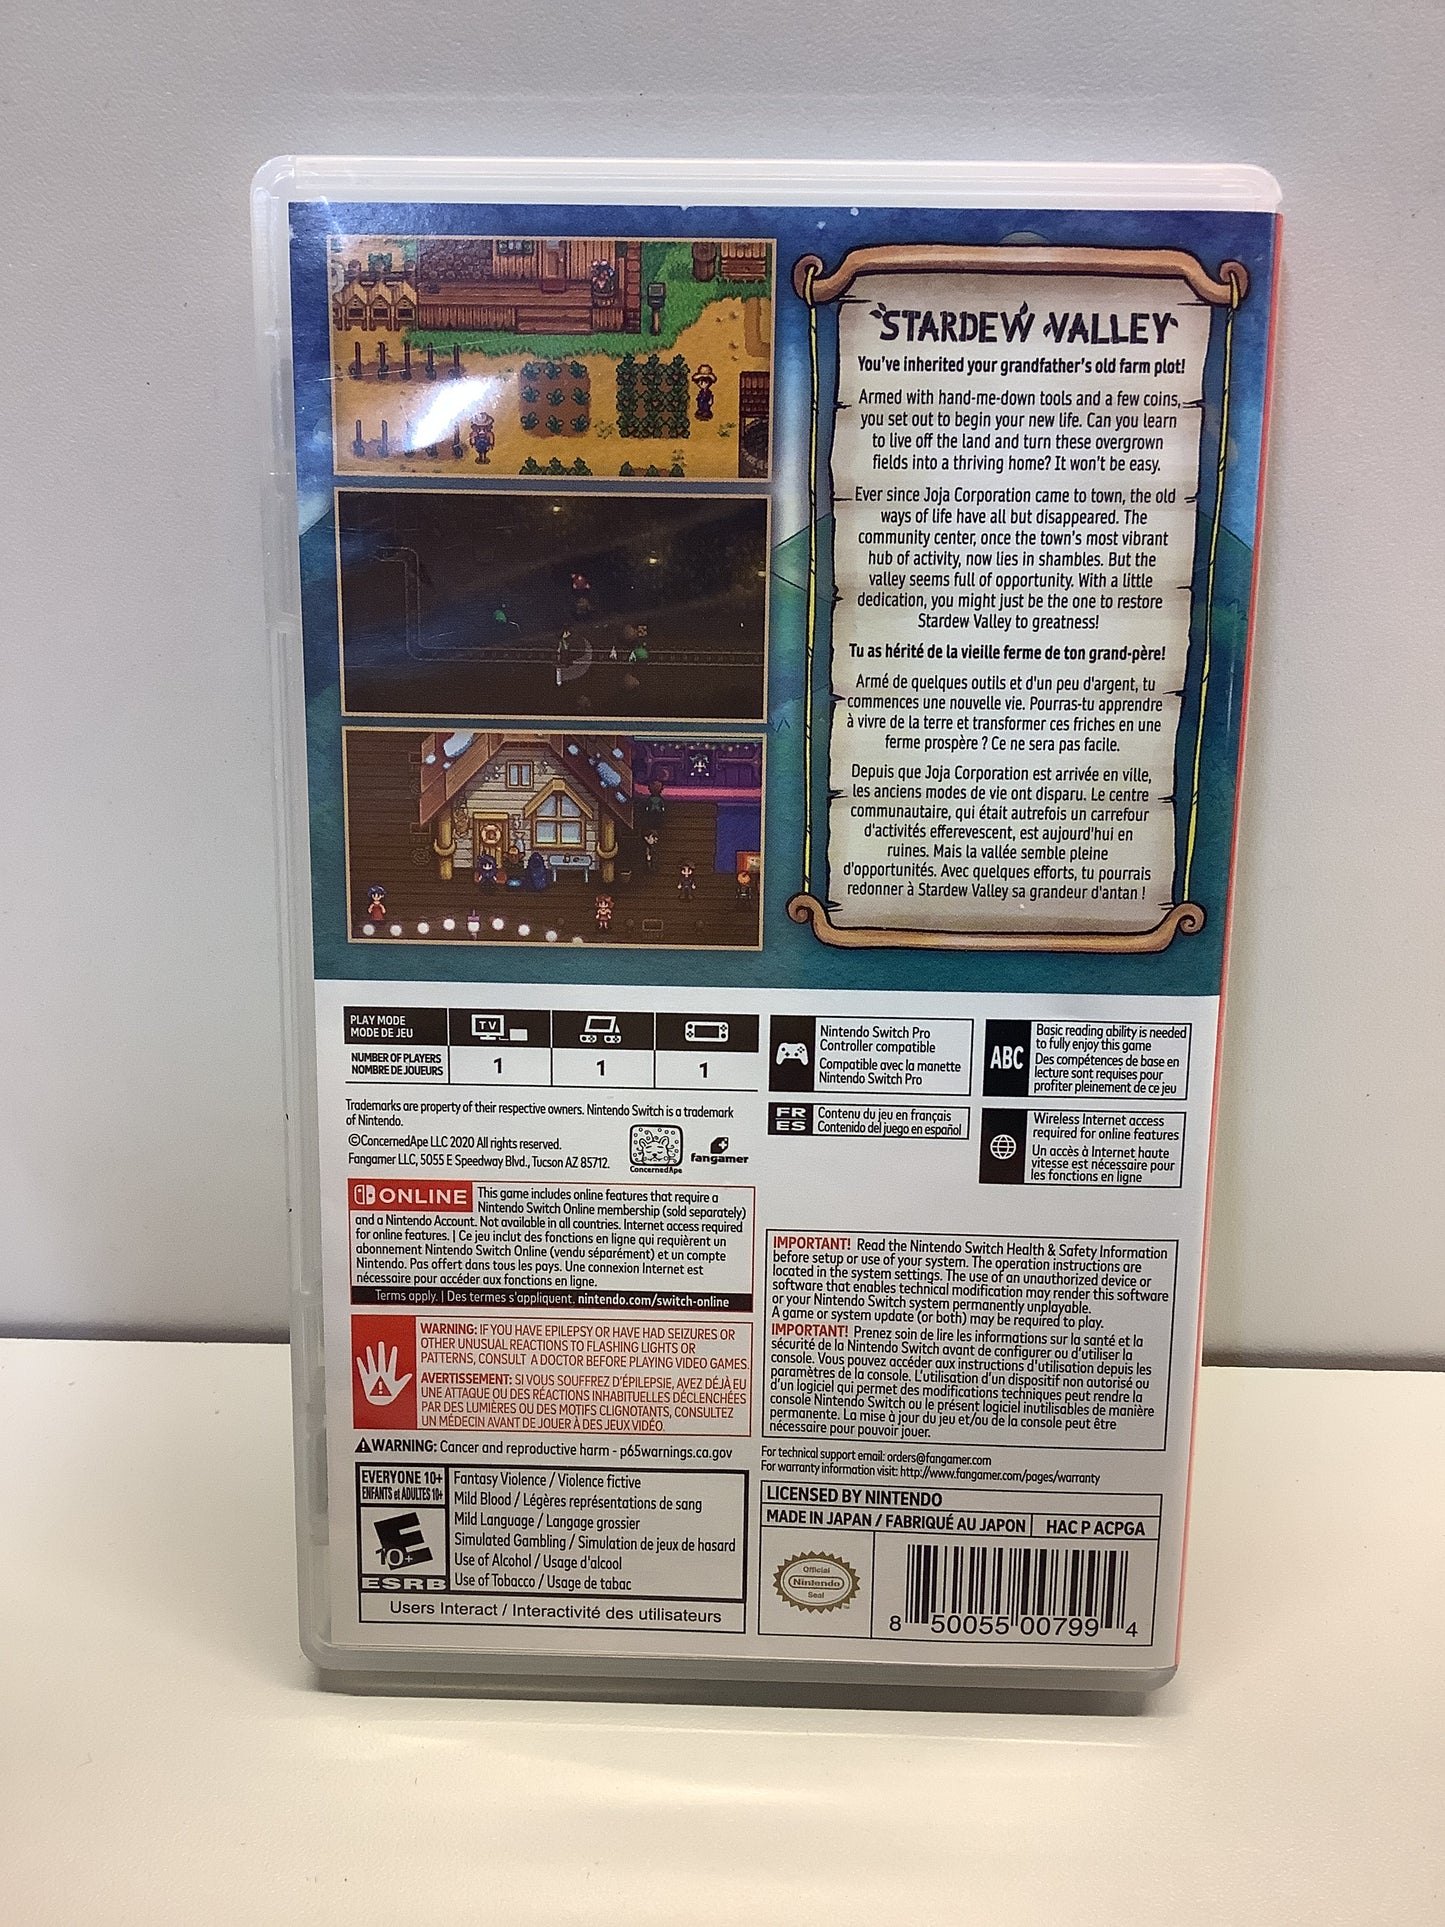 STARDEW VALLEY
You've inherited your grandfather's old farm plot!
Armed with hand-me-down tools and a few coins,
you set out to begin your new life. Can you learn
to live off the land and turn these overgrown
fields into a thriving home? It won't be easy.
Ever since Joja Corporation came to town, the old
ways of life have all but disappeared. The
community center, once the town's most vibrant
hub of activity, now lies in shambles. But the
valley seems full of opportunity. With a little
dedication, you might just be the one to restore
Stardew Valley to greatness!
Tu as hérité de la vieille ferme de ton grand-père!
Armé de quelques outils et d'un peu d'argent, tu
commences une nouvelle vie. Pourras-tu apprendre
à vivre de la terre et transformer ces friches en une
ferme prospère ? Ce ne sera pas facile.
Depuis que Joja Corporation est arrivée en ville,
les anciens modes de vie ont disparu. Le centre
communautaire, qui était autrefois un carrefour
d'activités efferevescent, est aujourd'hui en
ruines. Mais la vallée semble pleine
d'opportunités. Avec quelques efforts, tu pourrais
redonner à Stardew Valley sa grandeur d'antan !
PLAY MODE
MODE DE JEU
TV
NUMBER OF PLAYERS
NOMBRE DE JOUEURS
1
1
1
Nintendo Switch Pro
Controller compatible
Compatible avec la manette
Nintendo Switch Pro
ABC
Basic reading ability is needed
to fully enjoy this game
Des compétences de base en
lecture sont requises pour
profiter pleinement de ce jeu
FR
ES
Contenu du jeu en français
Contenido del juego en español
Wireless Internet access
required for online features
Un accès à Internet haute
vitesse est nécessaire pour
les fonctions en ligne
Trademarks are property of their respective owners. Nintendo Switch is a trademark
of Nintendo.
©ConcernedApe LLC 2020 All rights reserved.
Fangamer LLC, 5055 E Speedway Blvd., Tucson AZ 85712.
ConcernedApe
fangamer
ONLINE
This game includes online features that require a
Nintendo Switch Online membership (sold separately)
and a Nintendo Account. Not available in all countries. Internet access required
for online features. | Ce jeu inclut des fonctions en ligne qui requièrent un
abonnement Nintendo Switch Online (vendu séparément) et un compte
Nintendo. Pas offert dans tous les pays. Une connexion Internet est
nécessaire pour accéder aux fonctions en ligne.
Terms apply. | Des termes s'appliquent. nintendo.com/switch-online
WARNING: IF YOU HAVE EPILEPSY OR HAVE HAD SEIZURES OR
OTHER UNUSUAL REACTIONS TO FLASHING LIGHTS OR
PATTERNS, CONSULT A DOCTOR BEFORE PLAYING VIDEO GAMES.
AVERTISSEMENT: SI VOUS SOUFFREZ D'ÉPILEPSIE, AVEZ DÉJÀ EU
UNE ATTAQUE OU DES RÉACTIONS INHABITUELLES DÉCLENCHÉES
PAR DES LUMIÈRES OU DES MOTIFS CLIGNOTANTS, CONSULTEZ
UN MÉDECIN AVANT DE JOUER À DES JEUX VIDÉO.
WARNING: Cancer and reproductive harm - p65warnings.ca.gov
EVERYONE 10+
ENFANTS et ADULTES 10+
E
10+
ESRB
Fantasy Violence / Violence fictive
Mild Blood / Légères représentations de sang
Mild Language / Langage grossier
Simulated Gambling / Simulation de jeux de hasard
Use of Alcohol / Usage d'alcool
Use of Tobacco / Usage de tabac
Users Interact / Interactivité des utilisateurs
IMPORTANT! Read the Nintendo Switch Health & Safety Information
before setup or use of your system. The operation instructions are
located in the system settings. The use of an unauthorized device or
software that enables technical modification may render this software
or your Nintendo Switch system permanently unplayable.
A game or system update (or both) may be required to play.
IMPORTANT! Prenez soin de lire les informations sur la santé et la
sécurité de la Nintendo Switch avant de configurer ou d'utiliser la
console. Vous pouvez accéder aux instructions d'utilisation depuis les
paramètres de la console. L'utilisation d'un dispositif non autorisé ou
d'un logiciel qui permet des modifications techniques peut rendre la
console Nintendo Switch ou le présent logiciel inutilisables de manière
permanente. La mise à jour du jeu et/ou de la console peut être
nécessaire pour pouvoir jouer.
For technical support email: orders@fangamer.com
For warranty information visit: http://www.fangamer.com/pages/warranty
LICENSED BY NINTENDO
MADE IN JAPAN / FABRIQUÉ AU JAPON
HAC P ACPGA
Official
Nintendo
Seal
8 50055 00799 4